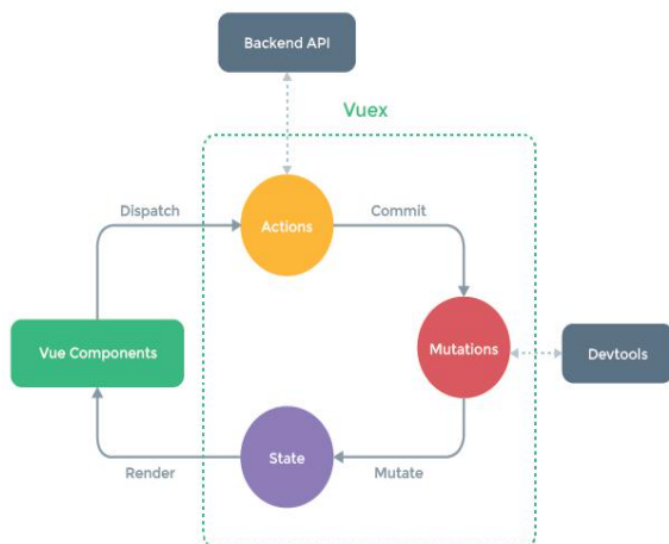 Backend API
Vuex
Dispatch
Actions
Commit
Vue Components
Mutations
Devtools
Render
State
Mutate